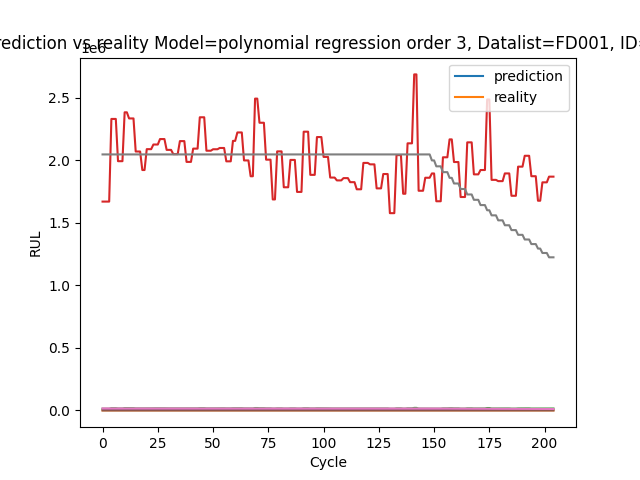 rediction vs reality Model=polynomial regression order 3, Datalist=FD001, ID=
1e6
prediction
reality
2.5
2.0
1.5
1.0
0.5
0.0
RUL
0 25 50 75 100 125 150 175 200
Cycle